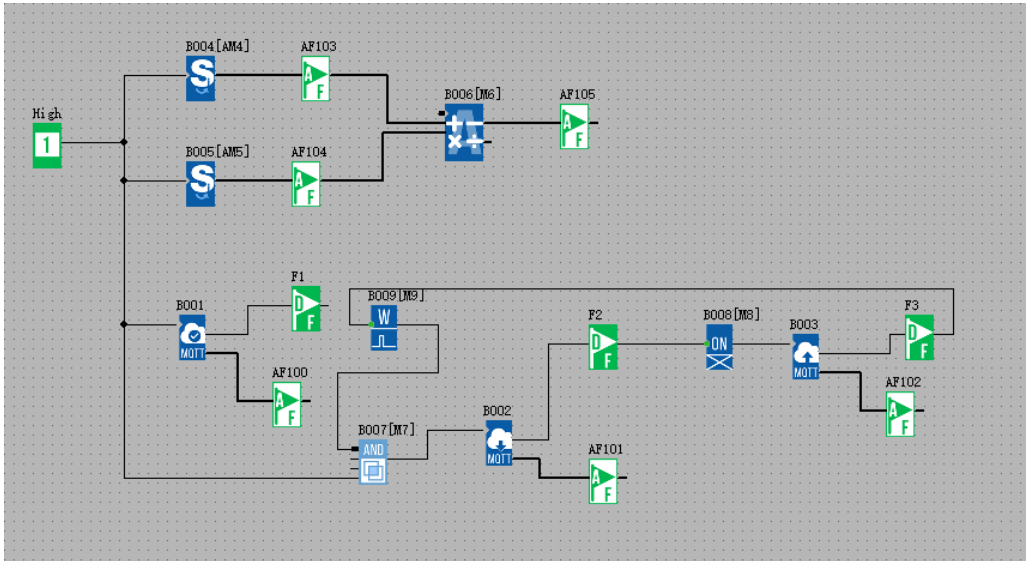 B004[AM4]
AF103
S
A
F
B006[M6]
AF105
A
A
F
High
1
B005[AM5]
AF104
S
A
F
F1
B001
D
F
MQTT
AF100
A
F
B009[M9]
W
F2
D
F
B008[M8]
ON
B003
MQTT
F3
D
F
AF102
A
F
B007[M7]
AND
B002
MQTT
AF101
A
F